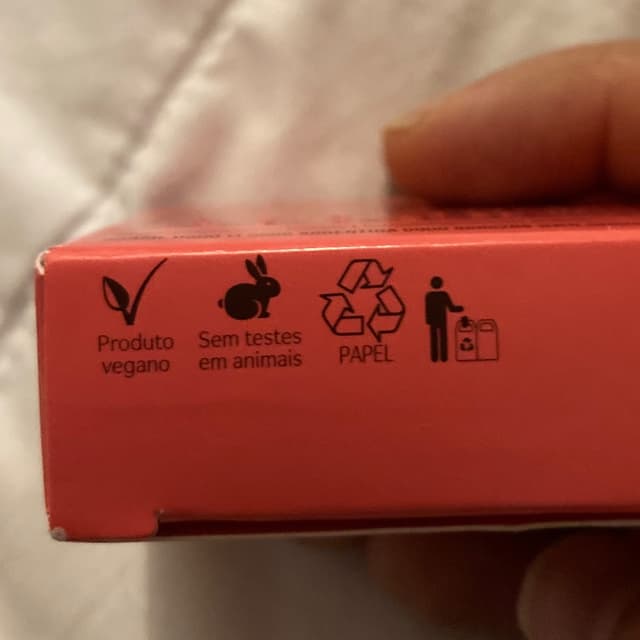 Produto
vegano
Sem testes
em animais
PAPEL